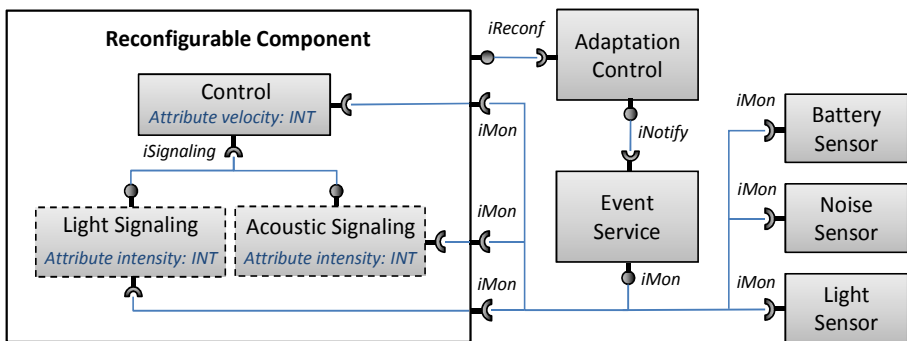 Reconfigurable Component
Control
Attribute velocity: INT
iSignaling
Light Signaling
Attribute intensity: INT
Acoustic Signaling
Attribute intensity: INT
iReconf
iMon
iMon
iMon
Adaptation
Control
iNotify
Event
Service
iMon
iMon
Battery
Sensor
iMon
Noise
Sensor
iMon
Light
Sensor